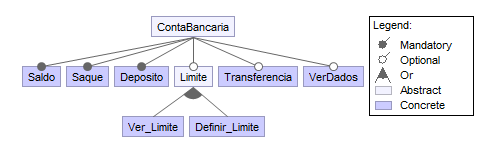 ContaBancaria
Saldo
Saque
Deposito
Limite
Transferencia
VerDados
Ver_Limite
Definir_Limite
Legend:
Mandatory
Optional
Or
Abstract
Concrete